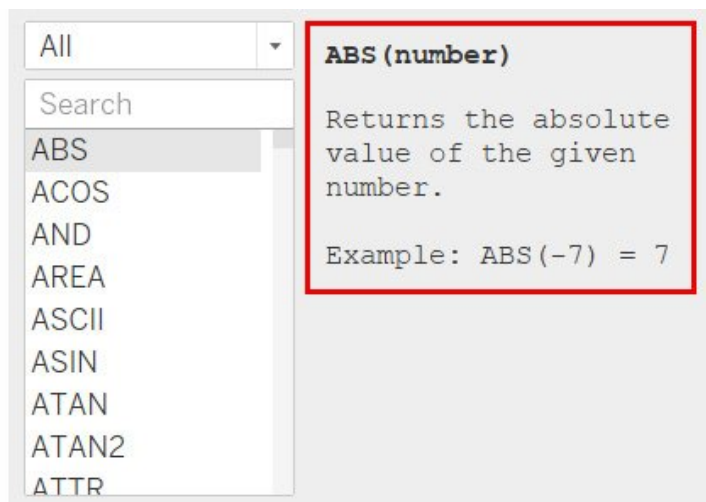 All
Search
ABS
ACOS
AND
AREA
ASCII
ASIN
ATAN
ATAN2
ATTR
ABS(number)
Returns the absolute
value of the given
number.
Example: ABS(-7) = 7